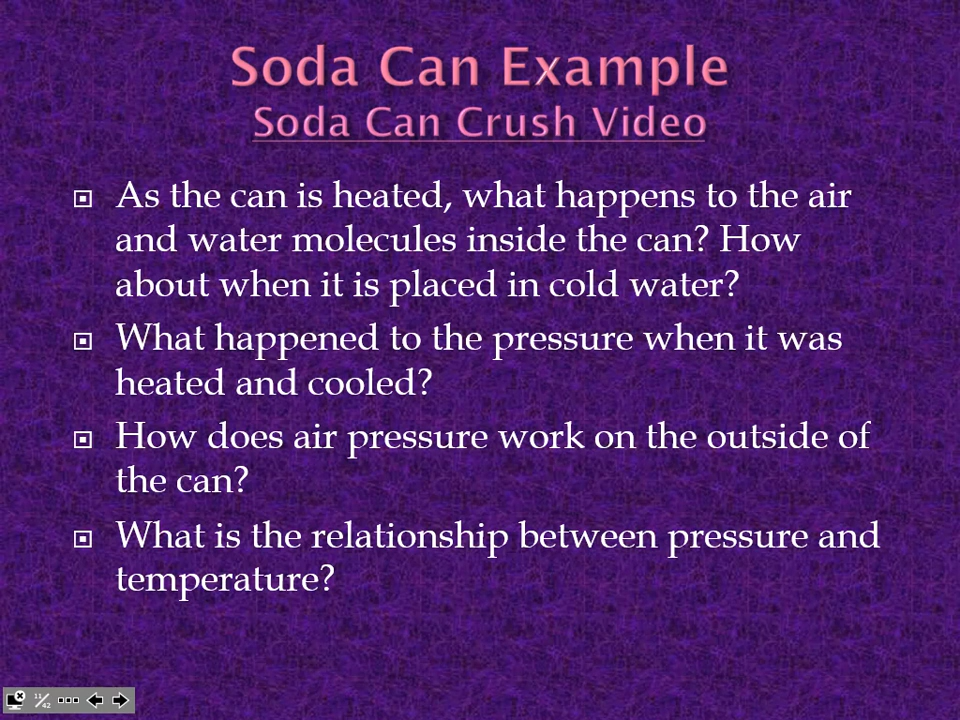 Soda Can Example
Soda Can Crush Video
As the can is heated, what happens to the air
and water molecules inside the can? How
about when it is placed in cold water?
What happened to the pressure when it was
heated and cooled?
How does air pressure work on the outside of
the can?
What is the relationship between pressure and
temperature?
11/42